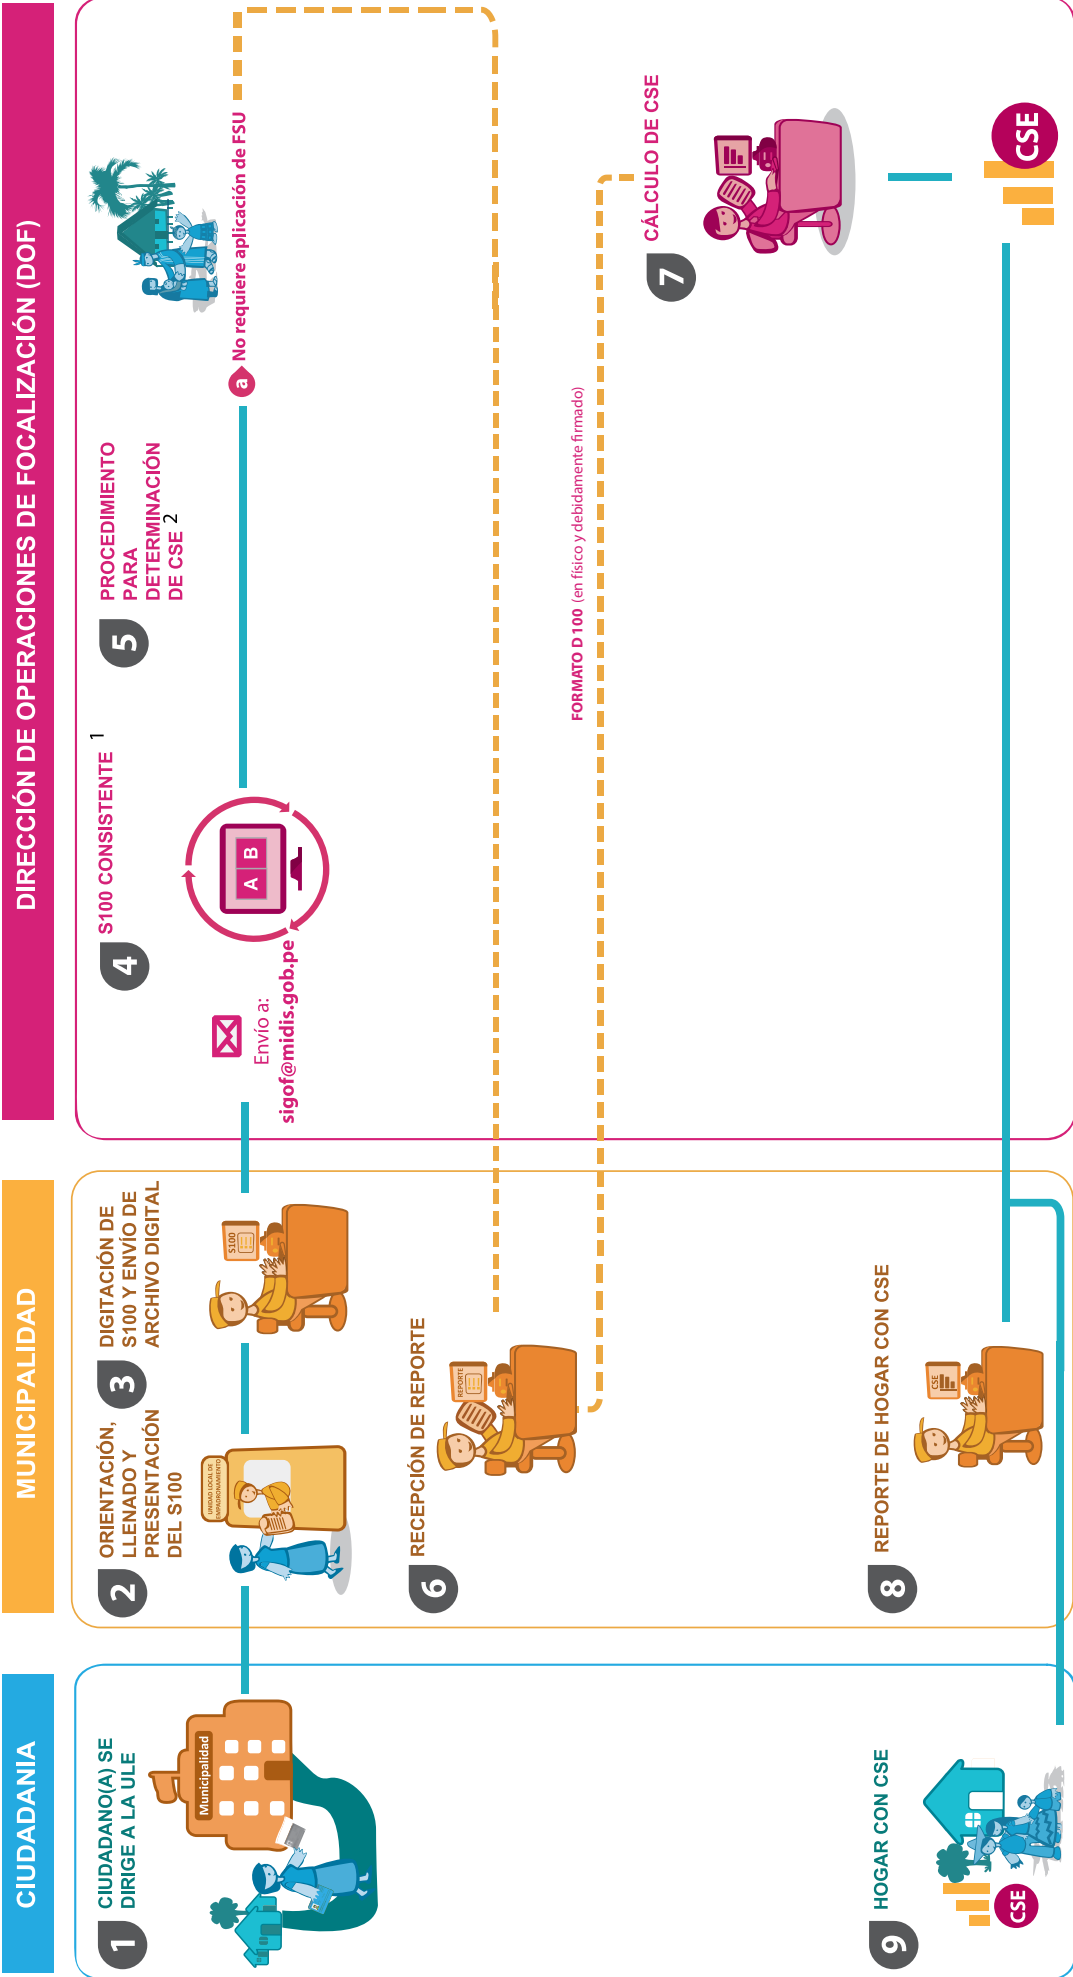 CIUDADANIA
1
CIUDADANO(A) SE
DIRIGE A LA ULE
Municipalidad
9
HOGAR CON CSE
CSE
MUNICIPALIDAD
2
ORIENTACIÓN,
LLENADO Y
PRESENTACIÓN
DEL S100
UNIDAD LOCAL DE
EMPADRONAMIENTO
3
DIGITACIÓN DE
S100 Y ENVÍO DE
ARCHIVO DIGITAL
S100
6
RECEPCIÓN DE REPORTE
REPORTE
8
REPORTE DE HOGAR CON CSE
CSE
DIRECCIÓN DE OPERACIONES DE FOCALIZACIÓN (DOF)
Envío a:
sigof@midis.gob.pe
4
S100 CONSISTENTE 1
A B
5
PROCEDIMIENTO
PARA
DETERMINACIÓN
DE CSE 2
a No requiere aplicación de FSU
FORMATO D 100 (en físico y debidamente firmado)
7
CÁLCULO DE CSE
CSE